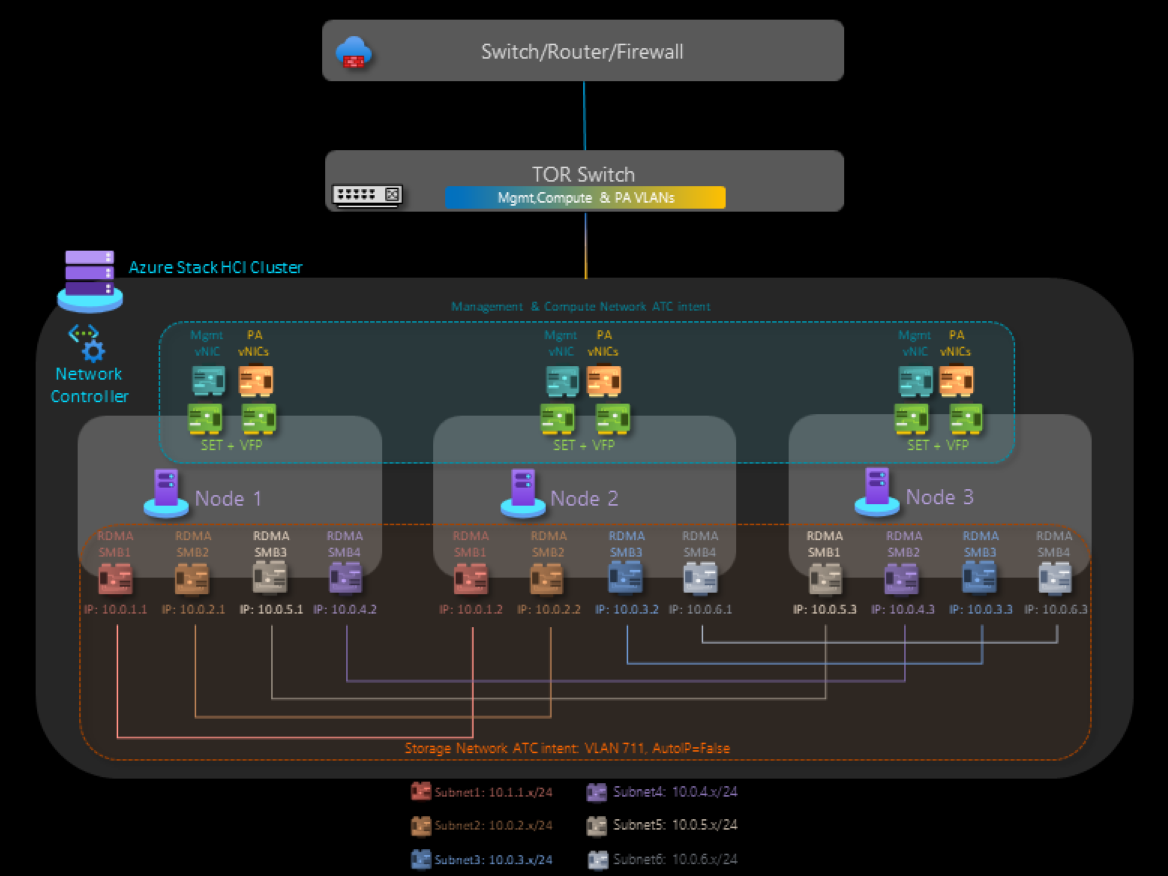 Switch/Router/Firewall
TOR Switch
Mgmt,Compute & PA VLANs
Azure Stack HCI Cluster
Management & Compute Network ATC intent
Network
Controller
Mgmt
vNIC
PA
vNICs
SET + VFP
Mgmt
vNIC
PA
vNICs
SET + VFP
Mgmt
vNIC
PA
vNICs
SET + VFP
Node 1
Node 2
Node 3
RDMA
SMB1
IP: 10.0.1.1
RDMA
SMB2
IP: 10.0.2.1
RDMA
SMB3
IP: 10.0.5.1
RDMA
SMB4
IP: 10.0.4.2
RDMA
SMB1
IP: 10.0.1.2
RDMA
SMB2
IP: 10.0.2.2
RDMA
SMB3
IP: 10.0.3.2
RDMA
SMB4
IP: 10.0.6.1
RDMA
SMB1
IP: 10.0.5.3
RDMA
SMB2
IP: 10.0.4.3
RDMA
SMB3
IP: 10.0.3.3
RDMA
SMB4
IP: 10.0.6.3
Storage Network ATC intent: VLAN 711, AutoIP=False
Subnet1: 10.1.1.x/24
Subnet4: 10.0.4.x/24
Subnet2: 10.0.2.x/24
Subnet5: 10.0.5.x/24
Subnet3: 10.0.3.x/24
Subnet6: 10.0.6.x/24